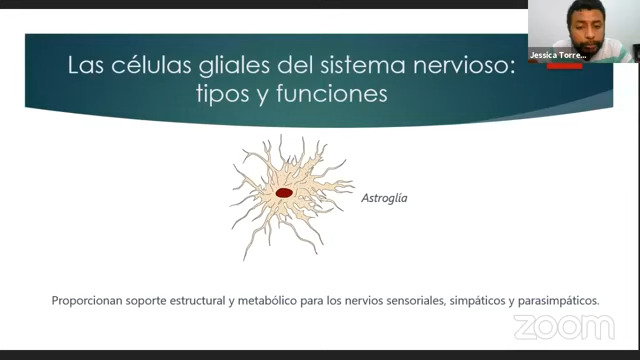 Jessica Torre...
Las células gliales del sistema nervioso:
tipos y funciones
Astroglía
Proporcionan soporte estructural y metabólico para los nervios sensoriales, simpáticos y parasimpáticos.
zoom